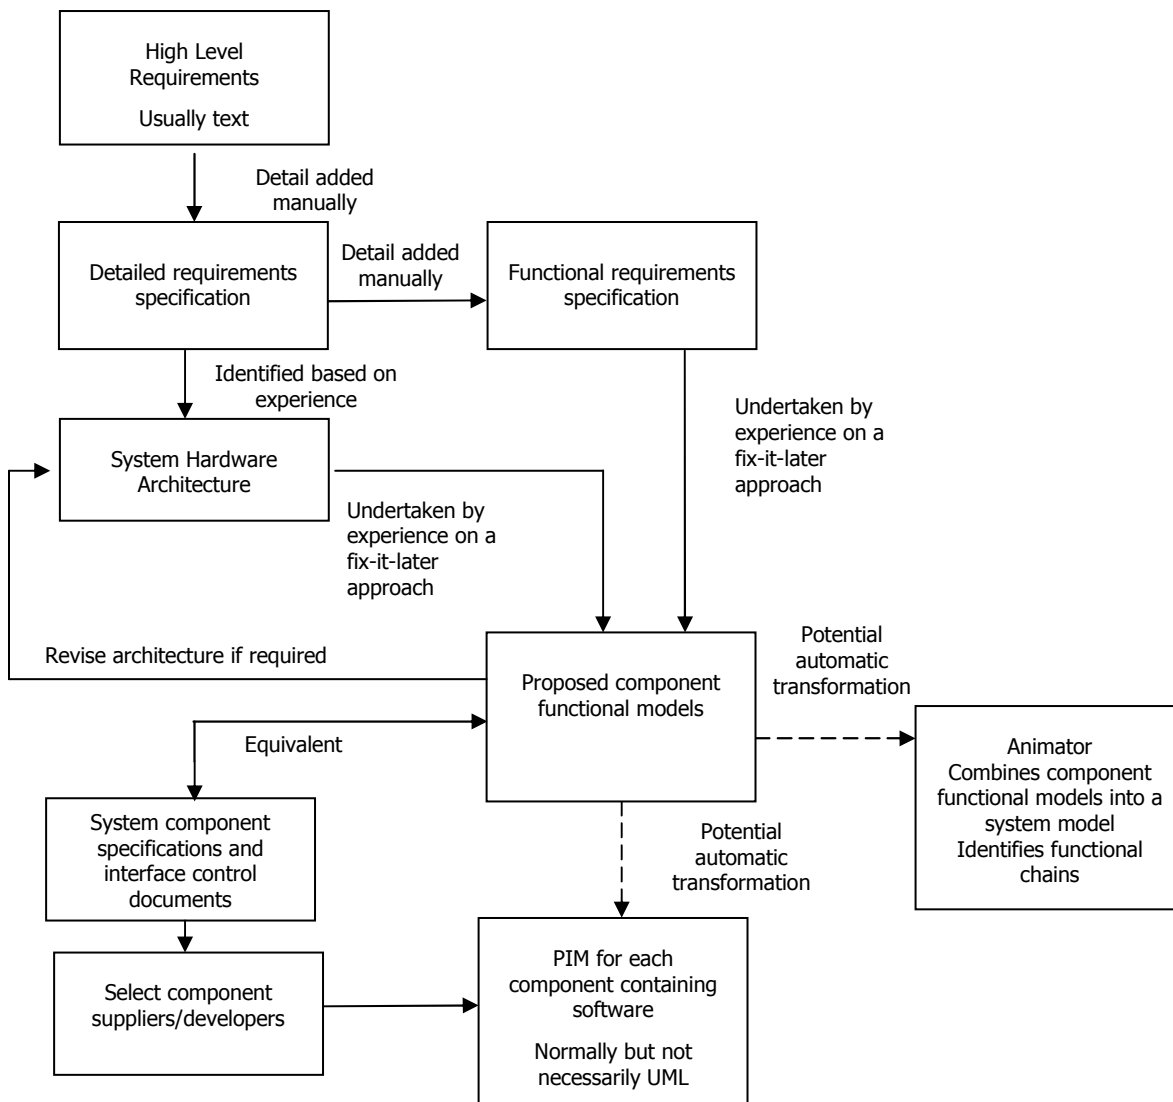 High Level
Requirements
Usually text
Detail added
manually
Detailed requirements
specification
Detail added
manually
Functional requirements
specification
Identified based on
experience
System Hardware
Architecture
Undertaken by
experience on a
fix-it-later
approach
Undertaken by
experience on a
fix-it-later
approach
Revise architecture if required
Proposed component
functional models
Potential
automatic
transformation
Equivalent
Animator
Combines component
functional models into a
system model
Identifies functional
chains
System component
specifications and
interface control
documents
Potential
automatic
transformation
Select component
suppliers/developers
PIM for each
component containing
software
Normally but not
necessarily UML